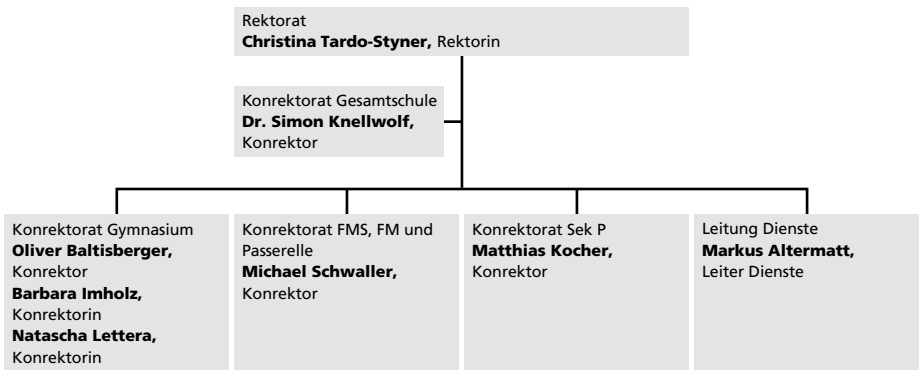 Rektorat
Christina Tardo-Styner, Rektorin
Konrektorat Gesamtschule
Dr. Simon Knellwolf,
Konrektor
Konrektorat Gymnasium
Oliver Baltisberger,
Konrektor
Barbara Imholz,
Konrektorin
Natascha Lettera,
Konrektorin
Konrektorat FMS, FM und
Passerelle
Michael Schwaller,
Konrektor
Konrektorat Sek P
Matthias Kocher,
Konrektor
Leitung Dienste
Markus Altermatt,
Leiter Dienste